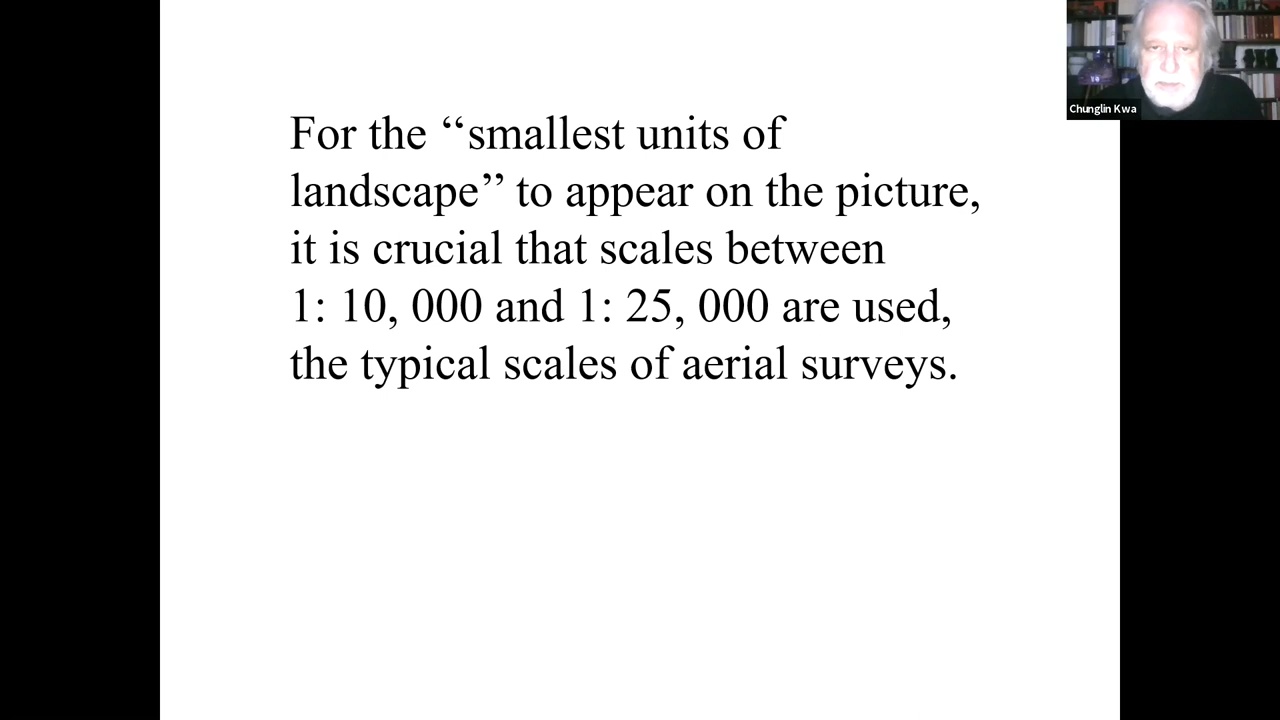 For the ‘‘smallest units of
landscape’’ to appear on the picture,
it is crucial that scales between
1: 10, 000 and 1: 25, 000 are used,
the typical scales of aerial surveys.
Chunglin Kwa